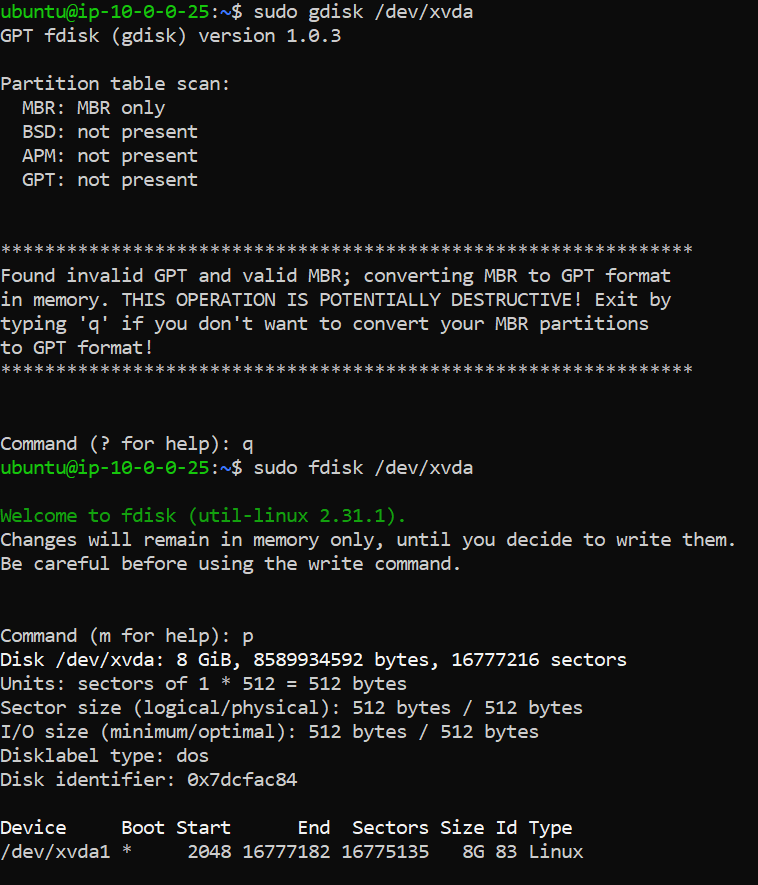 ubuntu@ip-10-0-0-25:~$ sudo gdisk /dev/xvda
GPT fdisk (gdisk) version 1.0.3
Partition table scan:
  MBR: MBR only
  BSD: not present
  APM: not present
  GPT: not present
***************************************************************
Found invalid GPT and valid MBR; converting MBR to GPT format
in memory. THIS OPERATION IS POTENTIALLY DESTRUCTIVE! Exit by
typing 'q' if you don't want to convert your MBR partitions
to GPT format!
***************************************************************
Command (? for help): q
ubuntu@ip-10-0-0-25:~$ sudo fdisk /dev/xvda
Welcome to fdisk (util-linux 2.31.1).
Changes will remain in memory only, until you decide to write them.
Be careful before using the write command.
Command (m for help): p
Disk /dev/xvda: 8 GiB, 8589934592 bytes, 16777216 sectors
Units: sectors of 1 * 512 = 512 bytes
Sector size (logical/physical): 512 bytes / 512 bytes
I/O size (minimum/optimal): 512 bytes / 512 bytes
Disklabel type: dos
Disk identifier: 0x7dcfac84
Device     Boot Start      End  Sectors Size Id Type
/dev/xvda1 *     2048 16777182 16775135   8G 83 Linux